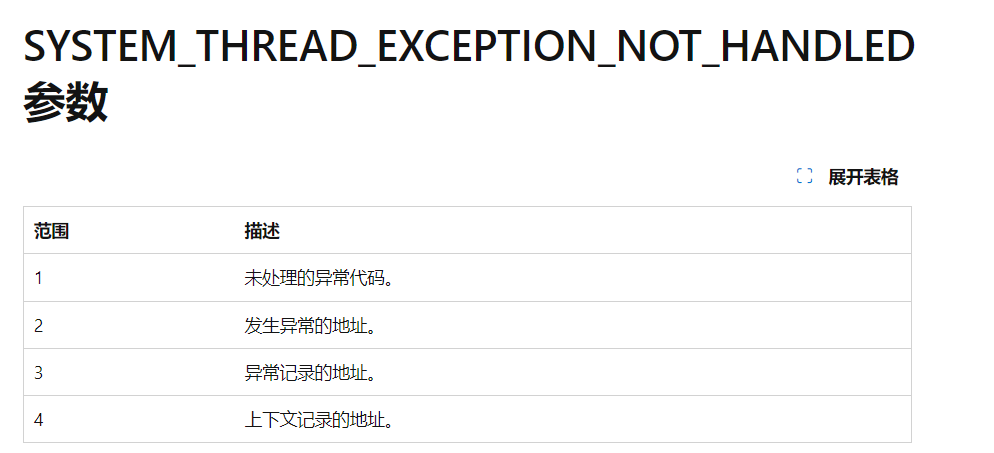 SYSTEM_THREAD_EXCEPTION_NOT_HANDLED
参数
展开表格
范围 描述
1 未处理的异常代码。
2 发生异常的地址。
3 异常记录的地址。
4 上下文记录的地址。